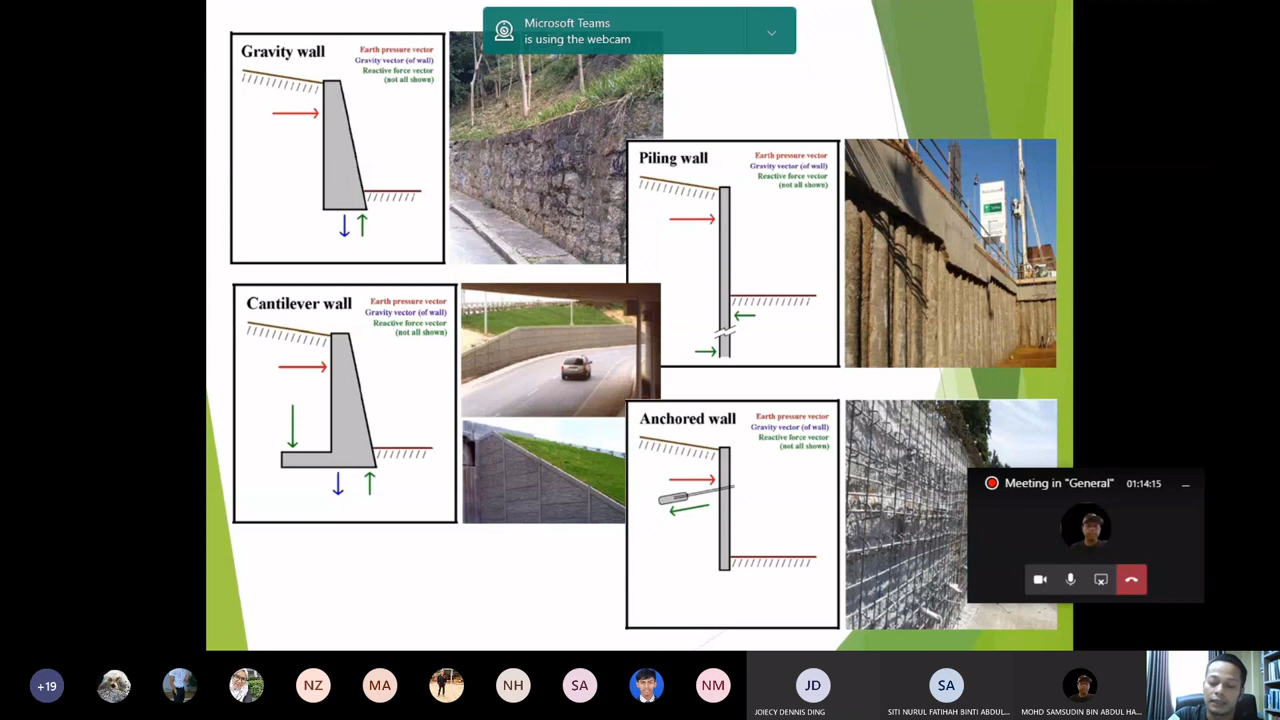 Microsoft Teams
is using the webcam
Gravity wall
Earth pressure vector
Gravity vector (of wall)
Reactive force vector
(not all shown)
Piling wall
Earth pressure vector
Gravity vector (of wall)
Reactive force vector
(not all shown)
Cantilever wall
Earth pressure vector
Gravity vector (of wall)
Reactive force vector
(not all shown)
Anchored wall
Earth pressure vector
Gravity vector (of wall)
Reactive force vector
(not all shown)
Meeting in "General"
01:14:15
+19
NZ
MA
NH
SA
NM
JD
JOIECY DENNIS DING
SA
SITI NURUL FATIHAH BINTI ABDUL...
MOHD SAMSUDIN BIN ABDUL HA...